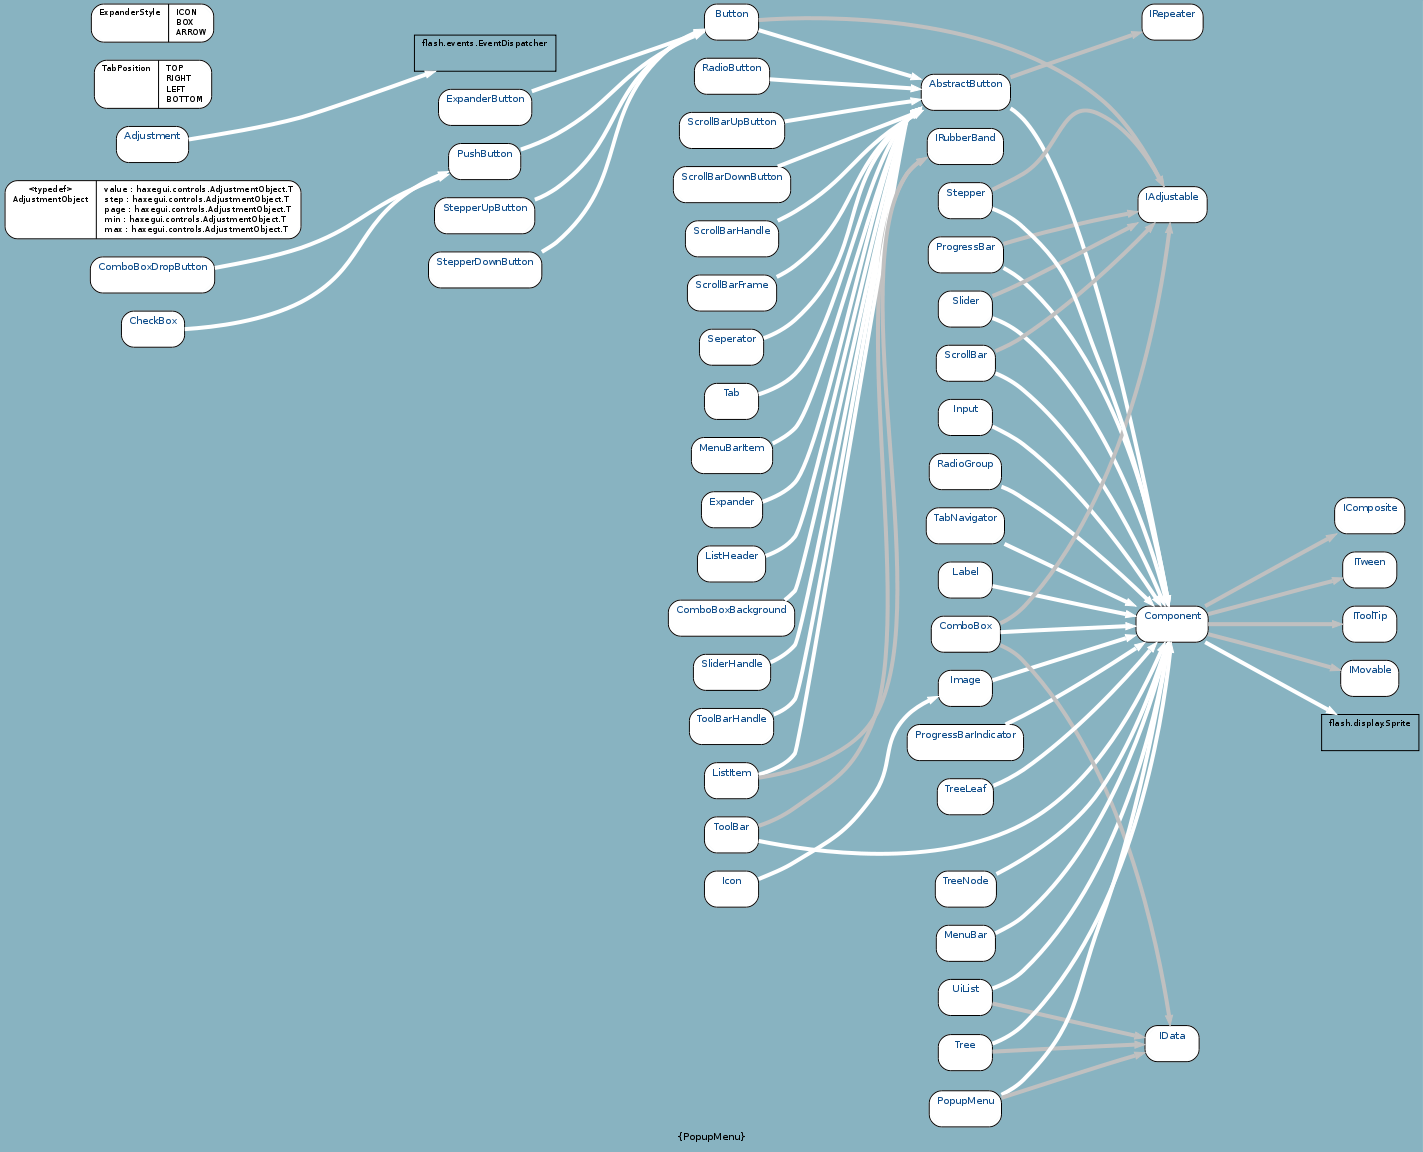 ExpanderStyle
ICON
BOX
ARROW
TabPosition
TOP
RIGHT
LEFT
BOTTOM
Adjustment
<typedef>
AdjustmentObject
value : haxegui.controls.AdjustmentObject.T
step : haxegui.controls.AdjustmentObject.T
page : haxegui.controls.AdjustmentObject.T
min : haxegui.controls.AdjustmentObject.T
max : haxegui.controls.AdjustmentObject.T
ComboBoxDropButton
CheckBox
flash.events.EventDispatcher
ExpanderButton
PushButton
StepperUpButton
StepperDownButton
Button
RadioButton
ScrollBarUpButton
ScrollBarDownButton
ScrollBarHandle
ScrollBarFrame
Seperator
Tab
MenuBarItem
Expander
ListHeader
ComboBoxBackground
SliderHandle
ToolBarHandle
ListItem
ToolBar
Icon
AbstractButton
IRubberBand
Stepper
ProgressBar
Slider
ScrollBar
Input
RadioGroup
TabNavigator
Label
ComboBox
Image
ProgressBarIndicator
TreeLeaf
TreeNode
MenuBar
UiList
Tree
PopupMenu
IRepeater
IAdjustable
Component
IData
IComposite
ITween
IToolTip
IMovable
flash.display.Sprite
{PopupMenu}